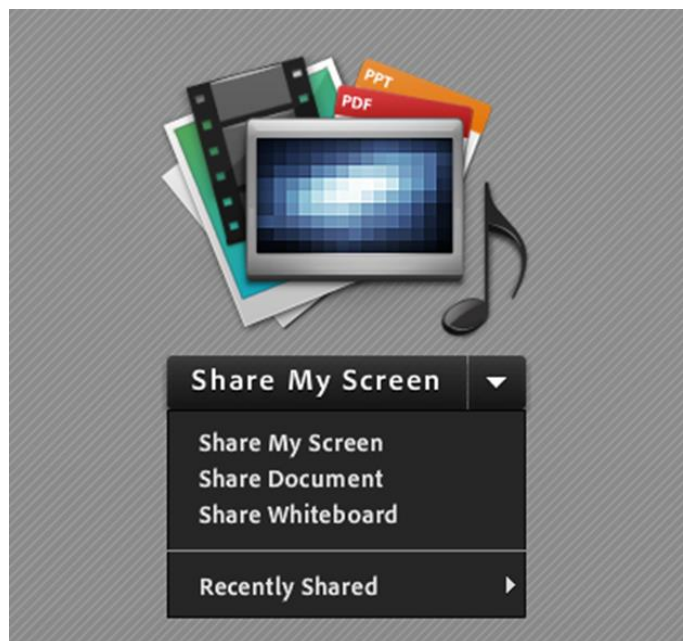 PPT
PDF
Share My Screen
Share My Screen
Share Document
Share Whiteboard
Recently Shared